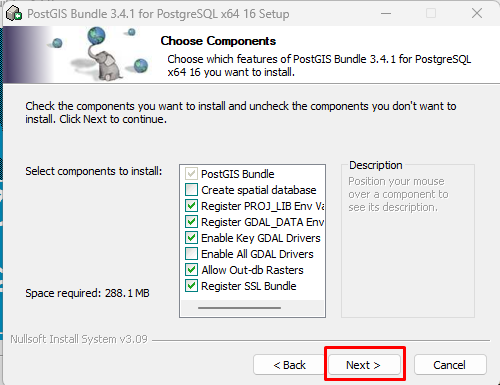 PostGIS Bundle 3.4.1 for PostgreSQL x64 16 Setup
Choose Components
Choose which features of PostGIS Bundle 3.4.1 for PostgreSQL
x64 16 you want to install.
Check the components you want to install and uncheck the components you don't want to
install. Click Next to continue.
Select components to install:
PostGIS Bundle
Create spatial database
Register PROJ_LIB Env Va
Register GDAL_DATA Env
Enable Key GDAL Drivers
Enable All GDAL Drivers
Allow Out-db Rasters
Register SSL Bundle
Description
Position your mouse
over a component to
see its description.
Space required: 288.1 MB
Nullsoft Install System v3.09
< Back
Next >
Cancel